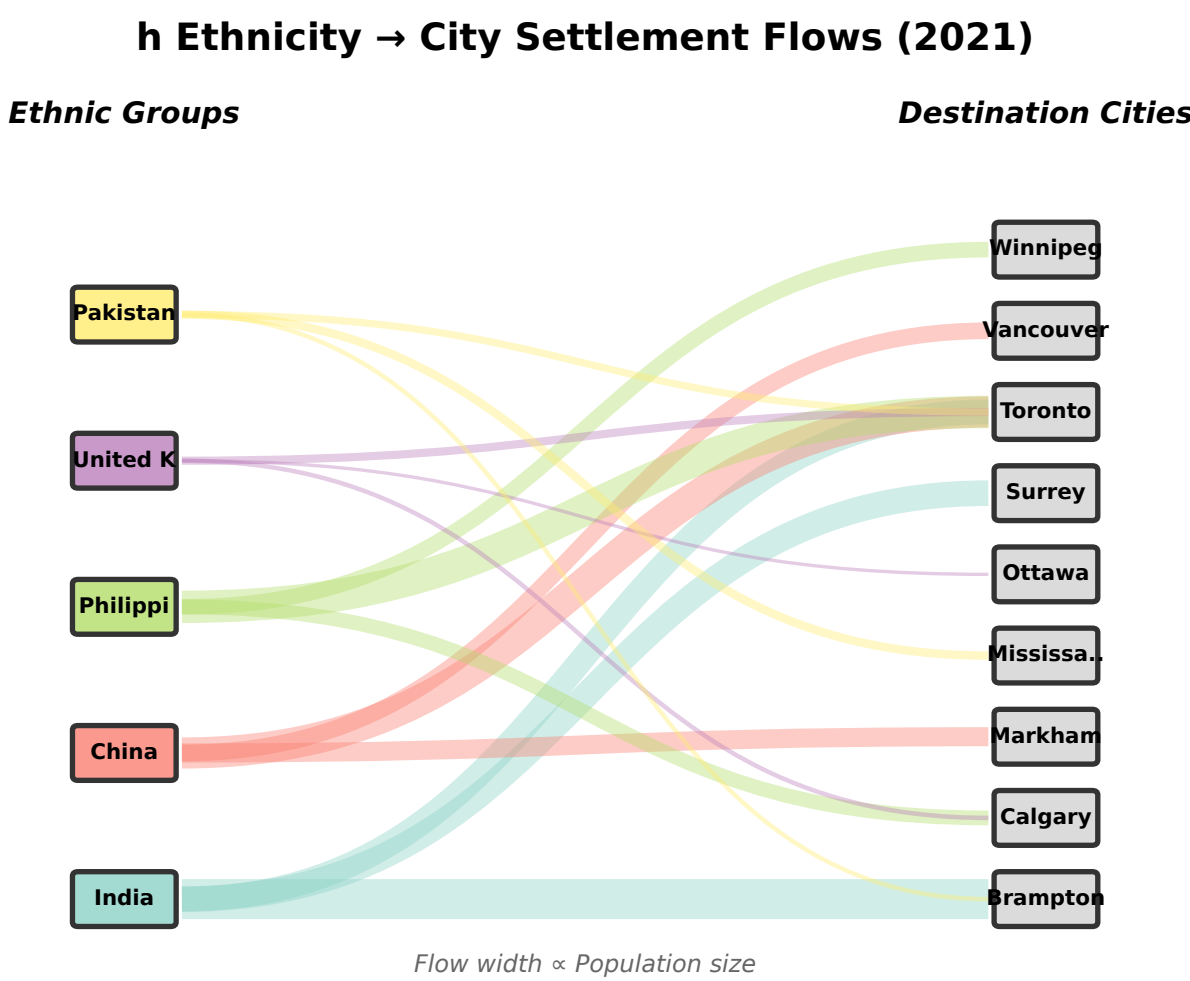 h Ethnicity → City Settlement Flows (2021)
Ethnic Groups
Destination Cities
Pakistan
United K
Philippi
China
India
Winnipeg
Vancouver
Toronto
Surrey
Ottawa
Mississa..
Markham
Calgary
Brampton
Flow width ∝ Population size